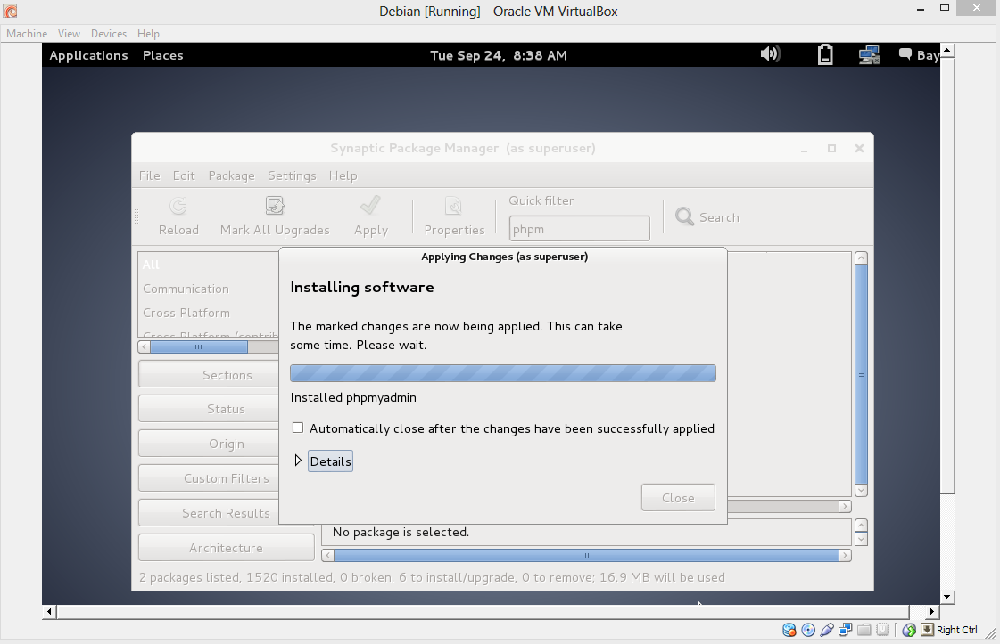 Debian [Running] - Oracle VM VirtualBox
Machine View Devices Help
Applications Places Tue Sep 24, 8:38 AM Bay
Synaptic Package Manager (as superuser)
File Edit Package Settings Help
Reload Mark All Upgrades Apply Properties
Quick filter
phpm
Search
All
Communication
Cross Platform
Cross Platform (contrib
Sections
Status
Origin
Custom Filters
Search Results
Architecture
Applying Changes (as superuser)
Installing software
The marked changes are now being applied. This can take
some time. Please wait.
Installed phpmyadmin
Automatically close after the changes have been successfully applied
Details
Close
No package is selected.
2 packages listed, 1520 installed, 0 broken. 6 to install/upgrade, 0 to remove; 16.9 MB will be used
Right Ctrl